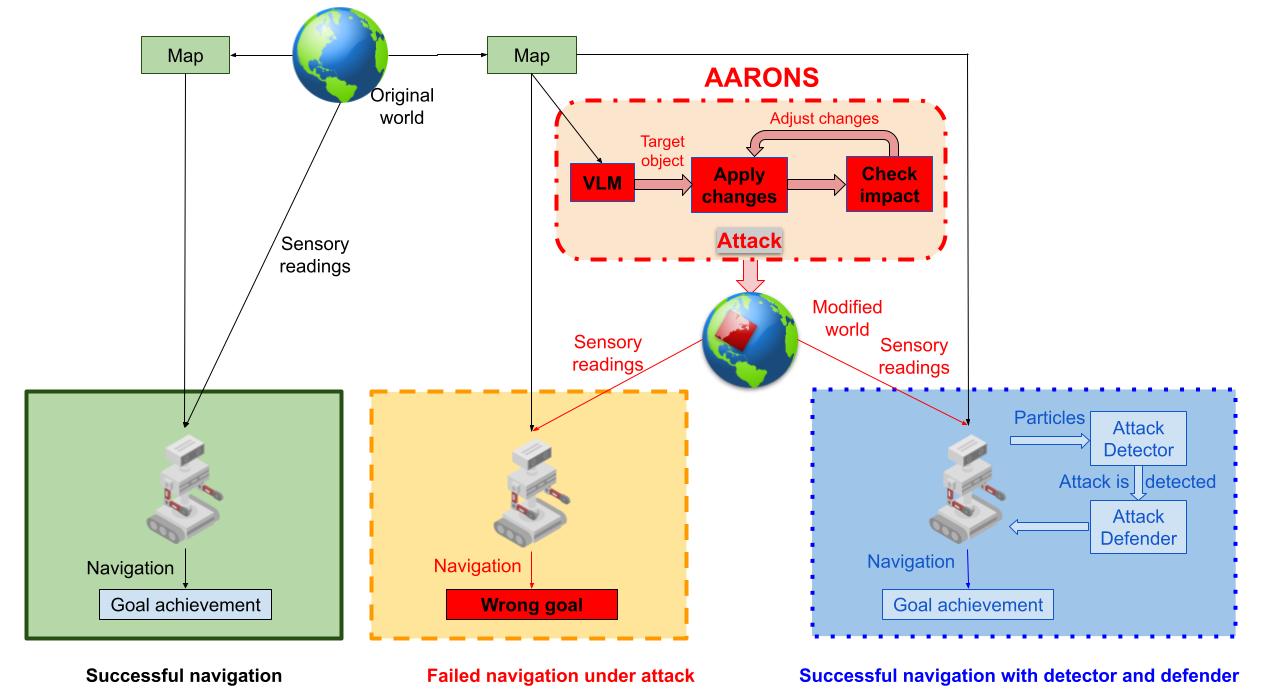 Map
Original
world
Map
AARONS
Adjust changes
Target
object
VLM
Apply
changes
Check
impact
Attack
Sensory
readings
Modified
world
Sensory
readings
Sensory
readings
Navigation
Goal achievement
Navigation
Wrong goal
Particles
Attack
Detector
Attack is detected
Attack
Defender
Navigation
Goal achievement
Successful navigation
Failed navigation under attack
Successful navigation with detector and defender